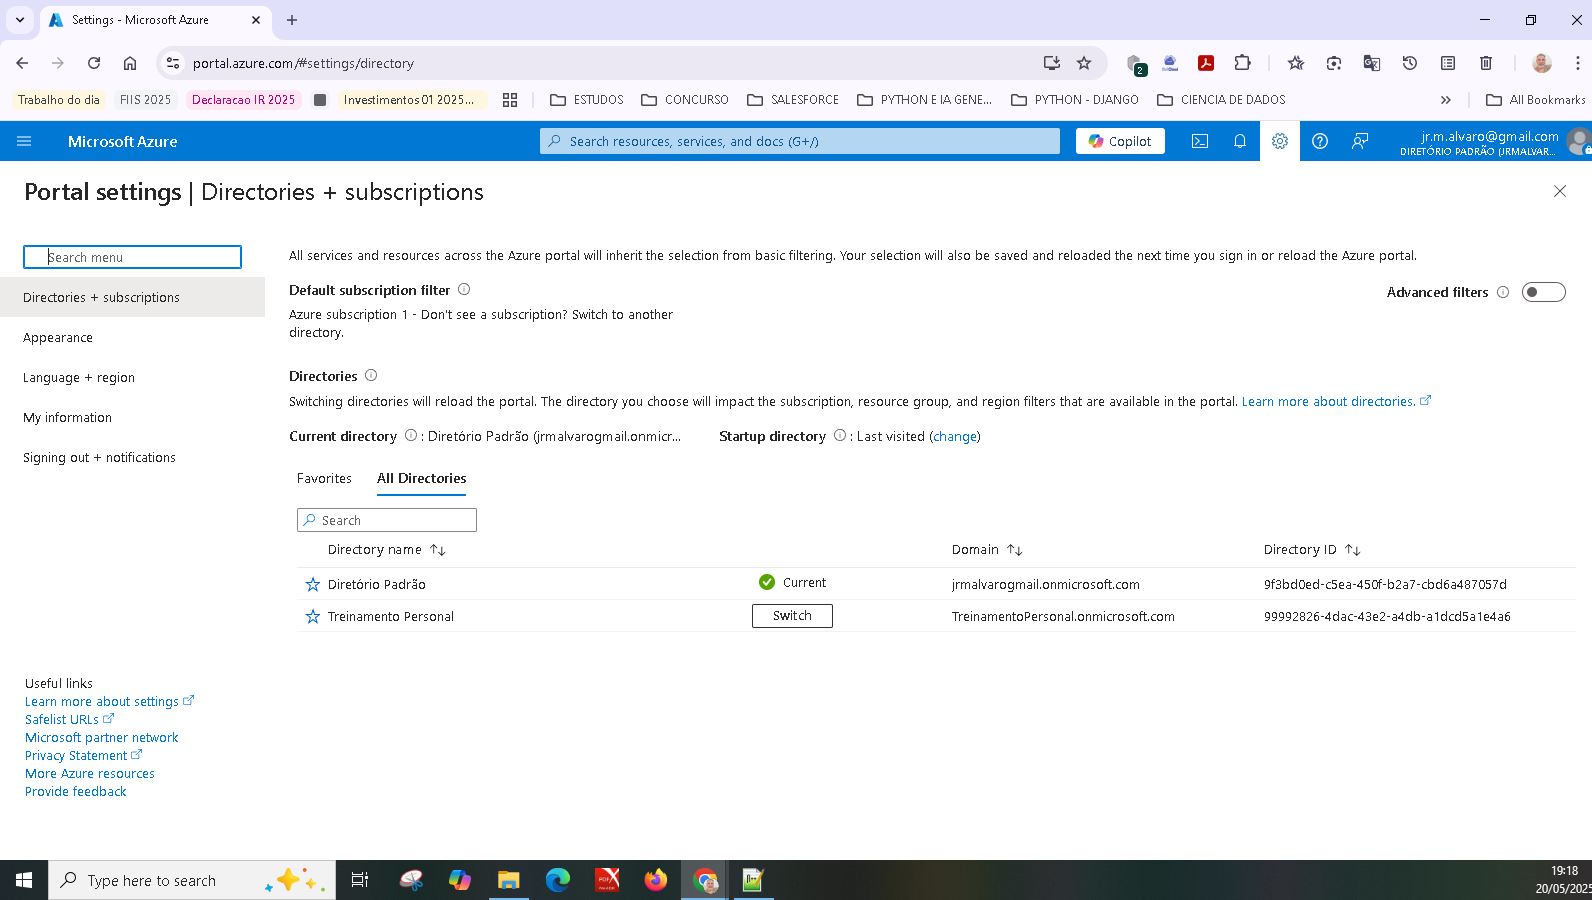 Settings - Microsoft Azure
portal.azure.com/#settings/directory
2
Trabalho do dia
FIIS 2025
Declaracao IR 2025
Investimentos 01 2025...
ESTUDOS
CONCURSO
SALESFORCE
PYTHON E IA GENE...
PYTHON - DJANGO
CIENCIA DE DADOS
All Bookmarks
Microsoft Azure
Search resources, services, and docs (G+/)
Copilot
jr.m.alvaro@gmail.com
DIRETÓRIO PADRÃO (JRMALVAR...
Portal settings | Directories + subscriptions
Search menu
Directories + subscriptions
Appearance
Language + region
My information
Signing out + notifications
Useful links
Learn more about settings
Safelist URLs
Microsoft partner network
Privacy Statement
More Azure resources
Provide feedback
All services and resources across the Azure portal will inherit the selection from basic filtering. Your selection will also be saved and reloaded the next time you sign in or reload the Azure portal.
Default subscription filter
Advanced filters
Azure subscription 1 - Don't see a subscription? Switch to another
directory.
Directories
Switching directories will reload the portal. The directory you choose will impact the subscription, resource group, and region filters that are available in the portal. Learn more about directories.
Current directory : Diretório Padrão (jrmalvarogmail.onmicr...
Startup directory : Last visited (change)
Favorites
All Directories
Search
Directory name
Domain
Directory ID
Diretório Padrão
Current
jrmalvarogmail.onmicrosoft.com
9f3bd0ed-c5ea-450f-b2a7-cbd6a487057d
Treinamento Personal
Switch
TreinamentoPersonal.onmicrosoft.com
99992826-4dac-43e2-a4db-a1dcd5a1e4a6
Type here to search
19:18
20/05/2025